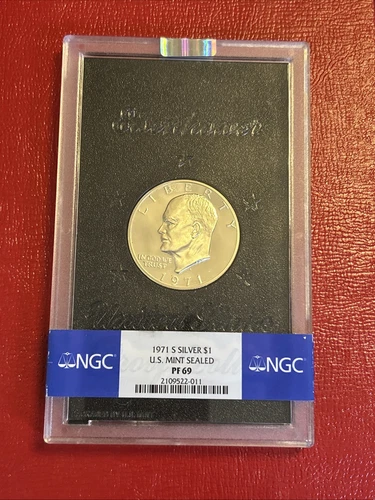 Eisenhower
LIBERTY
IN GOD WE
TRUST
1971
NGC
1971 S SILVER $1
U.S. MINT SEALED
PF 69
2109522-011
NGC